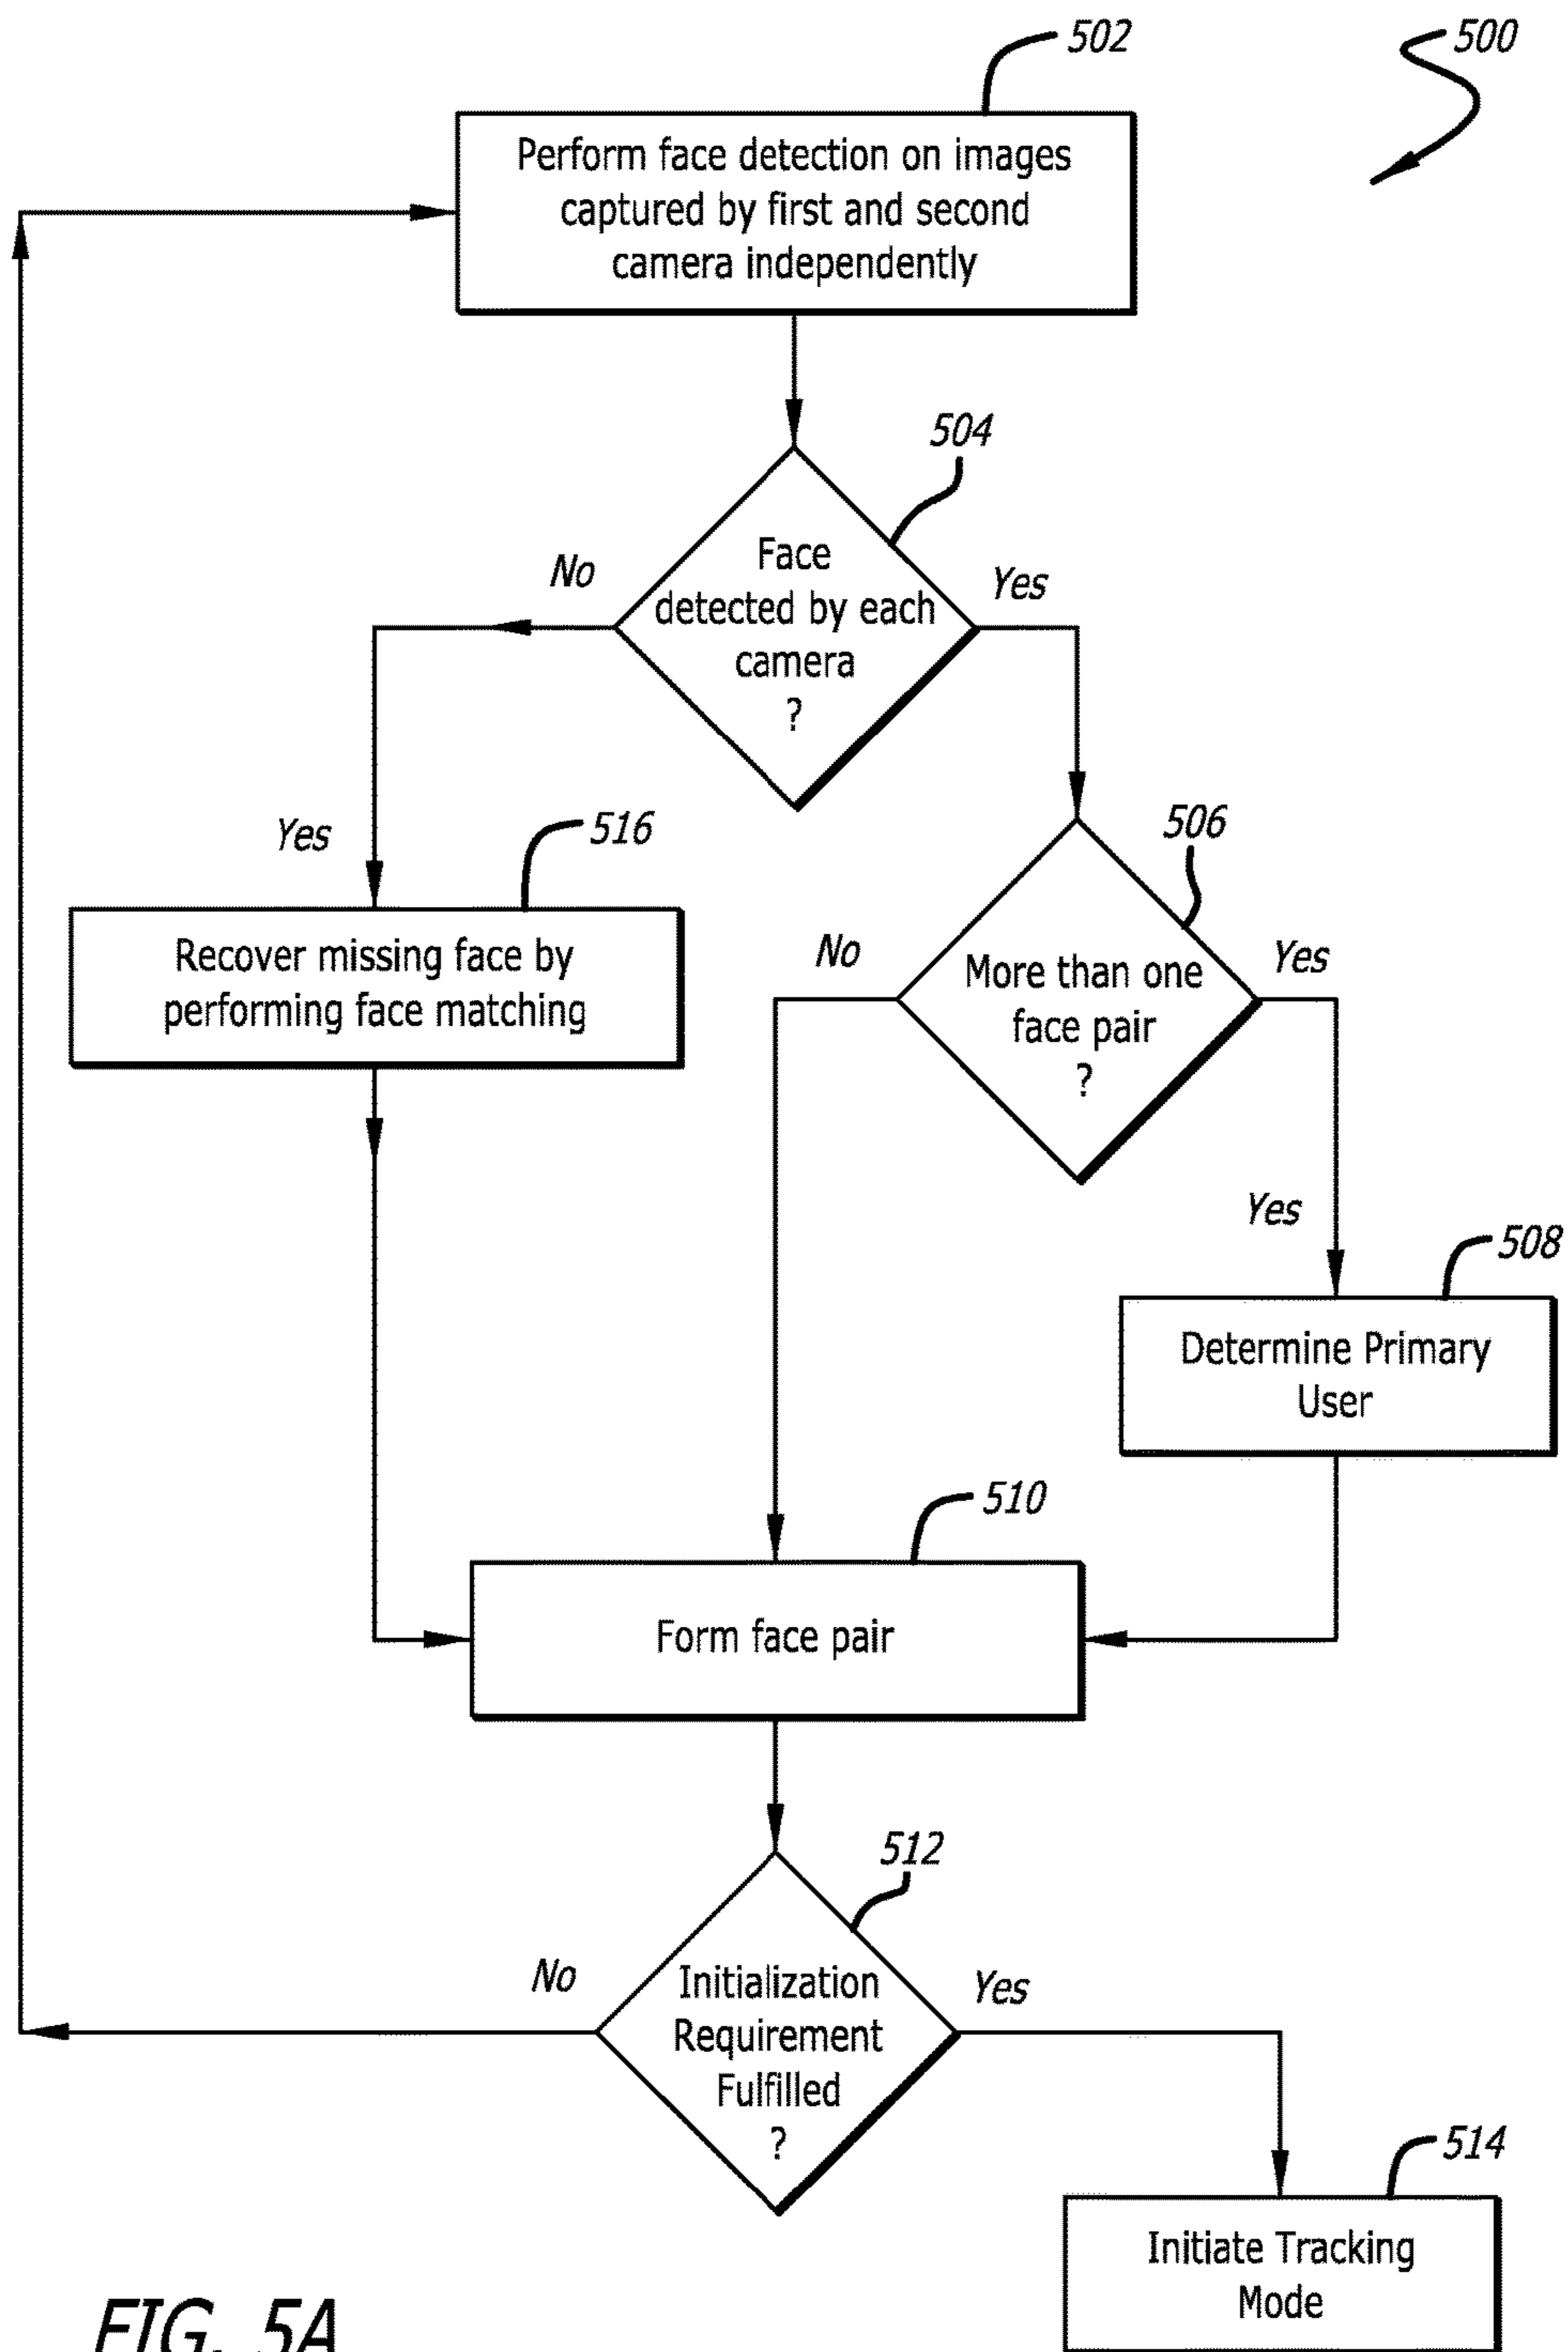 502
500
Perform face detection on images
captured by first and second
camera independently
504
No
Yes
Face
detected by each
camera
?
Yes
516
506
Recover missing face by
performing face matching
No
Yes
More than one
face pair
?
Yes
508
Determine Primary
User
510
Form face pair
512
No
Yes
Initialization
Requirement
Fulfilled
?
514
Initiate Tracking
Mode
FIG. 5A